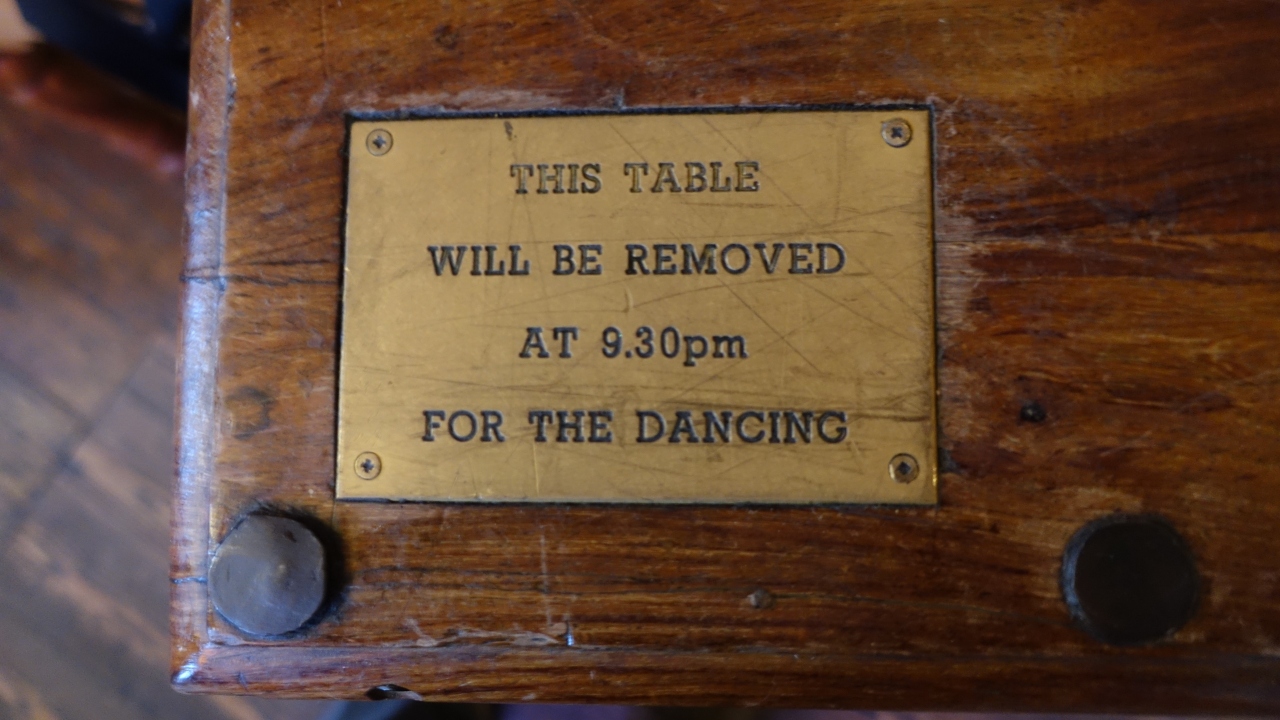 THIS TABLE
WILL BE REMOVED
AT 9.30pm
FOR THE DANCING